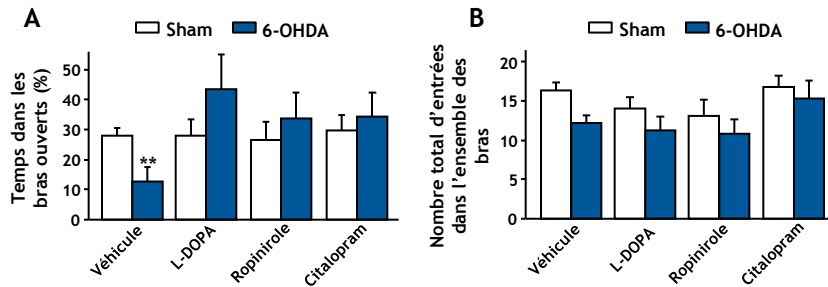 A
Sham
6-OHDA
Temps dans les
bras ouverts (%)
50
40
30
20
10
0
**
Véhicule
L-DOPA
Ropinirole
Citalopram
B
Sham
6-OHDA
Nombre total d'entrées
dans l'ensemble des
bras
20
15
10
5
0
Véhicule
L-DOPA
Ropinirole
Citalopram